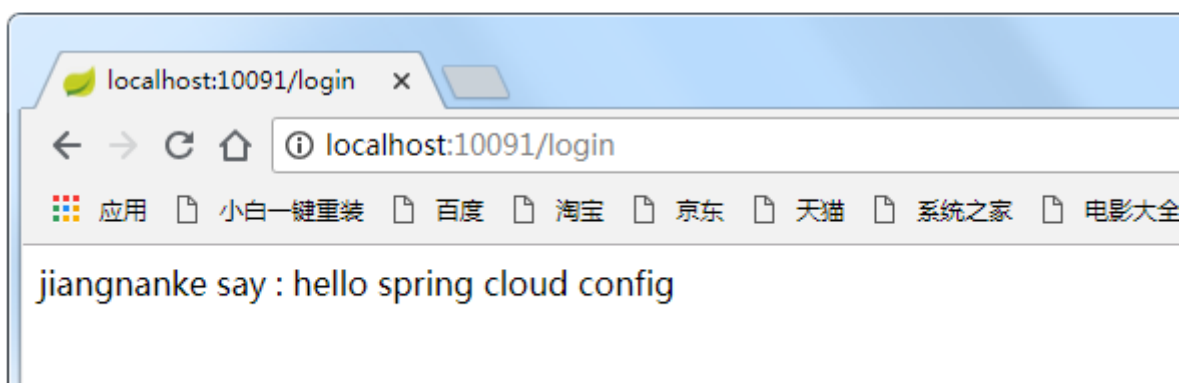 localhost:10091/login
localhost:10091/login
应用 小白一键重装 百度 淘宝 京东 天猫 系统之家 电影大全
jiangnanke say : hello spring cloud config